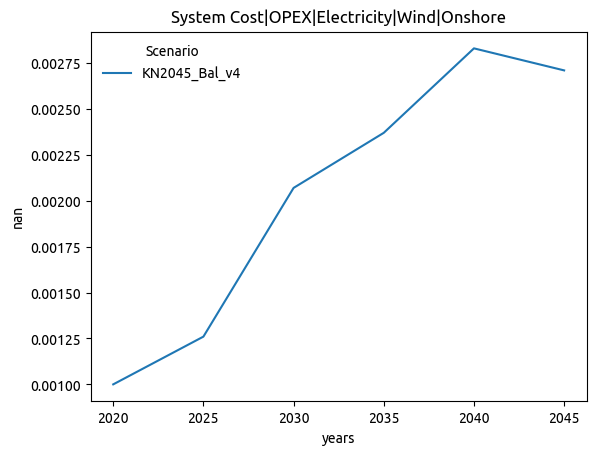 System Cost|OPEX|Electricity|Wind|Onshore
Scenario
KN2045_Bal_v4
0.00275
0.00250
0.00225
0.00200
0.00175
0.00150
0.00125
0.00100
nan
2020 2025 2030 2035 2040 2045
years